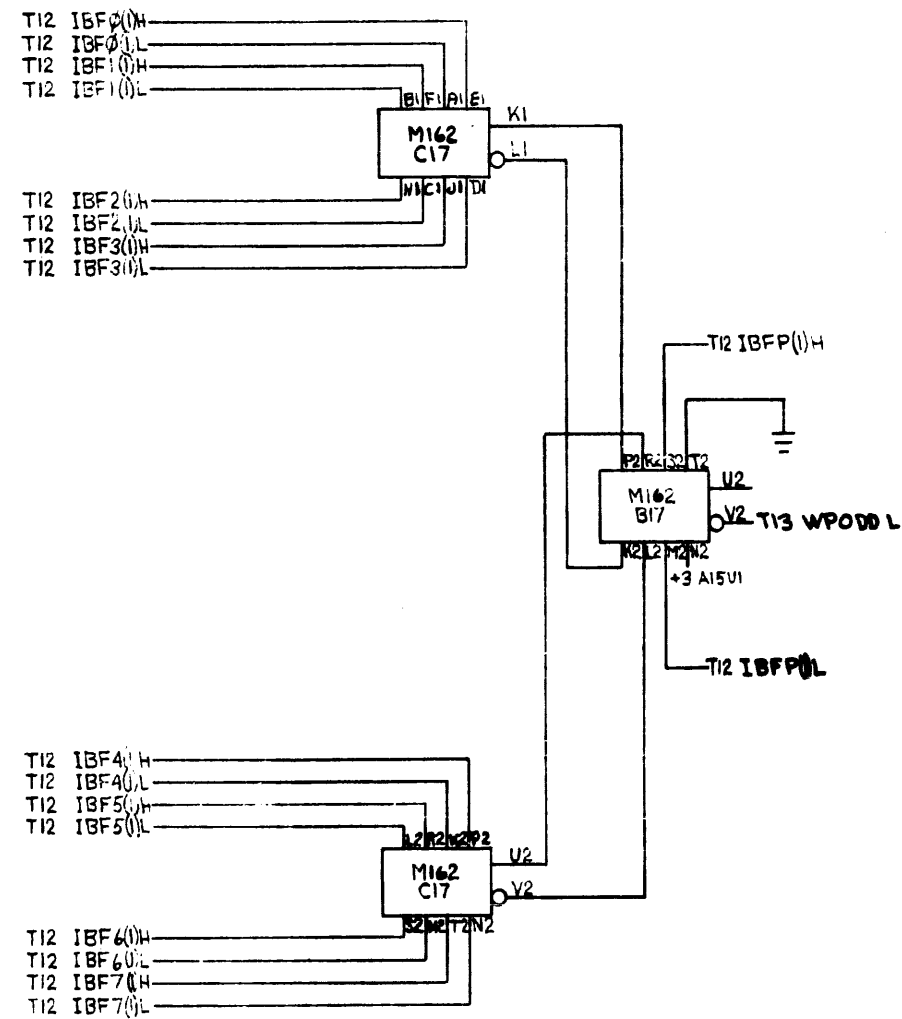 T12 IBFØ(1)H
T12 IBFØ(1)L
T12 IBF1(1)H
T12 IBF1(1)L
B1 F1 A1 E1
K1
M162
C17
L1
N1 C1 J1 D1
T12 IBF2(1)H
T12 IBF2(1)L
T12 IBF3(1)H
T12 IBF3(1)L
T12 IBFP(1)H
P2 R2 S2 T2
U2
M162
B17
V2 T13 WPODD L
K2 L2 M2 N2
+3 A15U1
T12 IBFP(1)L
T12 IBF4(1)H
T12 IBF4(1)L
T12 IBF5(1)H
T12 IBF5(1)L
L2 R2 K2 P2
U2
M162
C17
V2
S2 M2 T2 N2
T12 IBF6(1)H
T12 IBF6(1)L
T12 IBF7(1)H
T12 IBF7(1)L